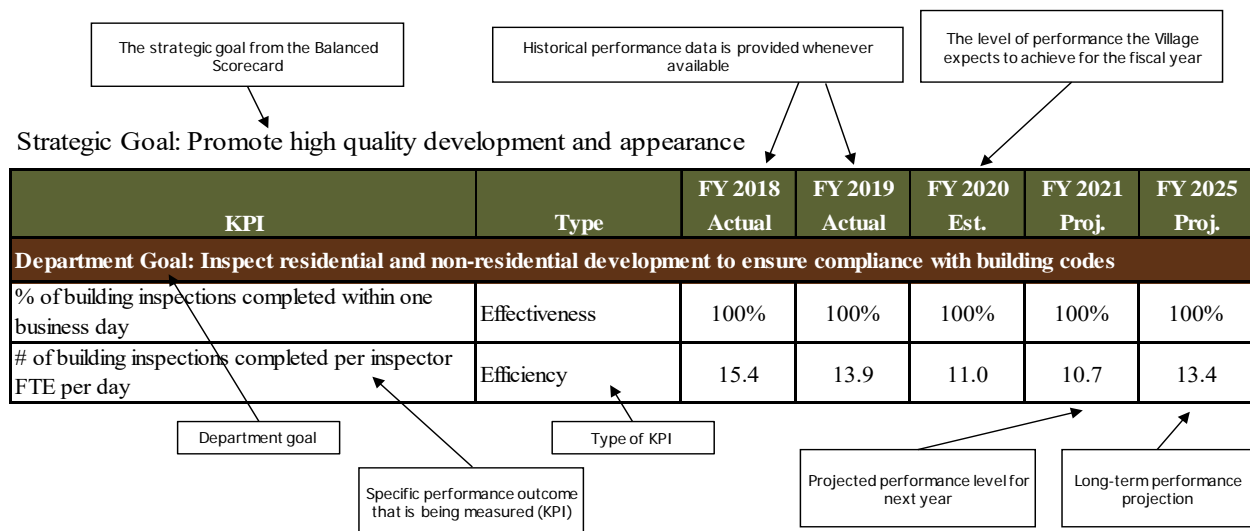 The strategic goal from the Balanced
Scorecard
Historical performance data is provided whenever
available
The level of performance the Village
expects to achieve for the fiscal year
Strategic Goal: Promote high quality development and appearance
KPI Type FY 2018 Actual FY 2019 Actual FY 2020 Est. FY 2021 Proj. FY 2025 Proj.
Department Goal: Inspect residential and non-residential development to ensure compliance with building codes
% of building inspections completed within one
business day
Effectiveness 100% 100% 100% 100% 100%
# of building inspections completed per inspector
FTE per day
Efficiency 15.4 13.9 11.0 10.7 13.4
Department goal
Type of KPI
Specific performance outcome
that is being measured (KPI)
Projected performance level for
next year
Long-term performance
projection